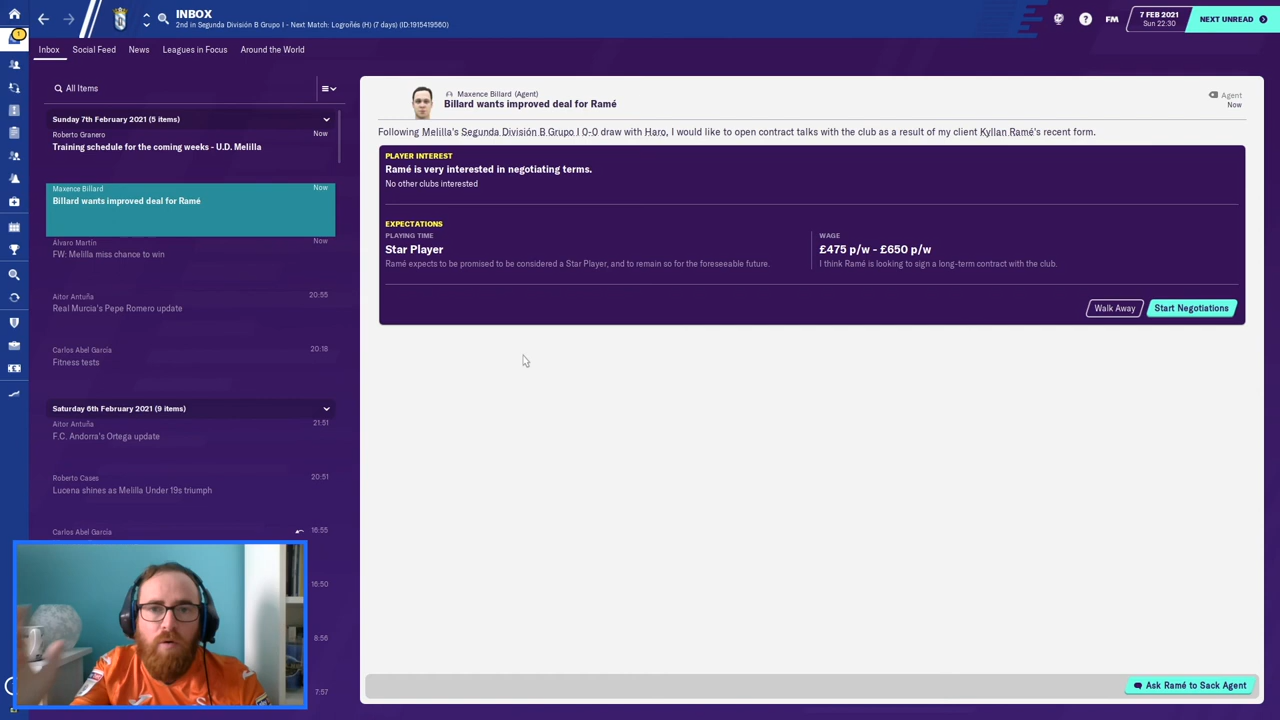 INBOX
2nd in Segunda División B Grupo I - Next Match: Logroñés (H) (7 days) (ID:1915419560)
FM
7 FEB 2021
Sun 22:30
NEXT UNREAD
1
Inbox
Social Feed
News
Leagues in Focus
Around the World
All Items
Sunday 7th February 2021 (5 items)
Roberto Granero Now
Training schedule for the coming weeks - U.D. Melilla
Maxence Billard Now
Billard wants improved deal for Ramé
Álvaro Martín Now
FW: Melilla miss chance to win
Aitor Antuña 20:55
Real Murcia's Pepe Romero update
Carlos Abel García 20:18
Fitness tests
Saturday 6th February 2021 (9 items)
Aitor Antuña 21:51
F.C. Andorra's Ortega update
Roberto Cases 20:51
Lucena shines as Melilla Under 19s triumph
Carlos Abel García 16:55
16:50
8:56
7:57
Maxence Billard (Agent)
Billard wants improved deal for Ramé
Agent
Now
Following Melilla's Segunda División B Grupo I 0-0 draw with Haro, I would like to open contract talks with the club as a result of my client Kyllan Ramé's recent form.
PLAYER INTEREST
Ramé is very interested in negotiating terms.
No other clubs interested
EXPECTATIONS
PLAYING TIME
Star Player
Ramé expects to be promised to be considered a Star Player, and to remain so for the foreseeable future.
WAGE
£475 p/w - £650 p/w
I think Ramé is looking to sign a long-term contract with the club.
Walk Away
Start Negotiations
Ask Ramé to Sack Agent